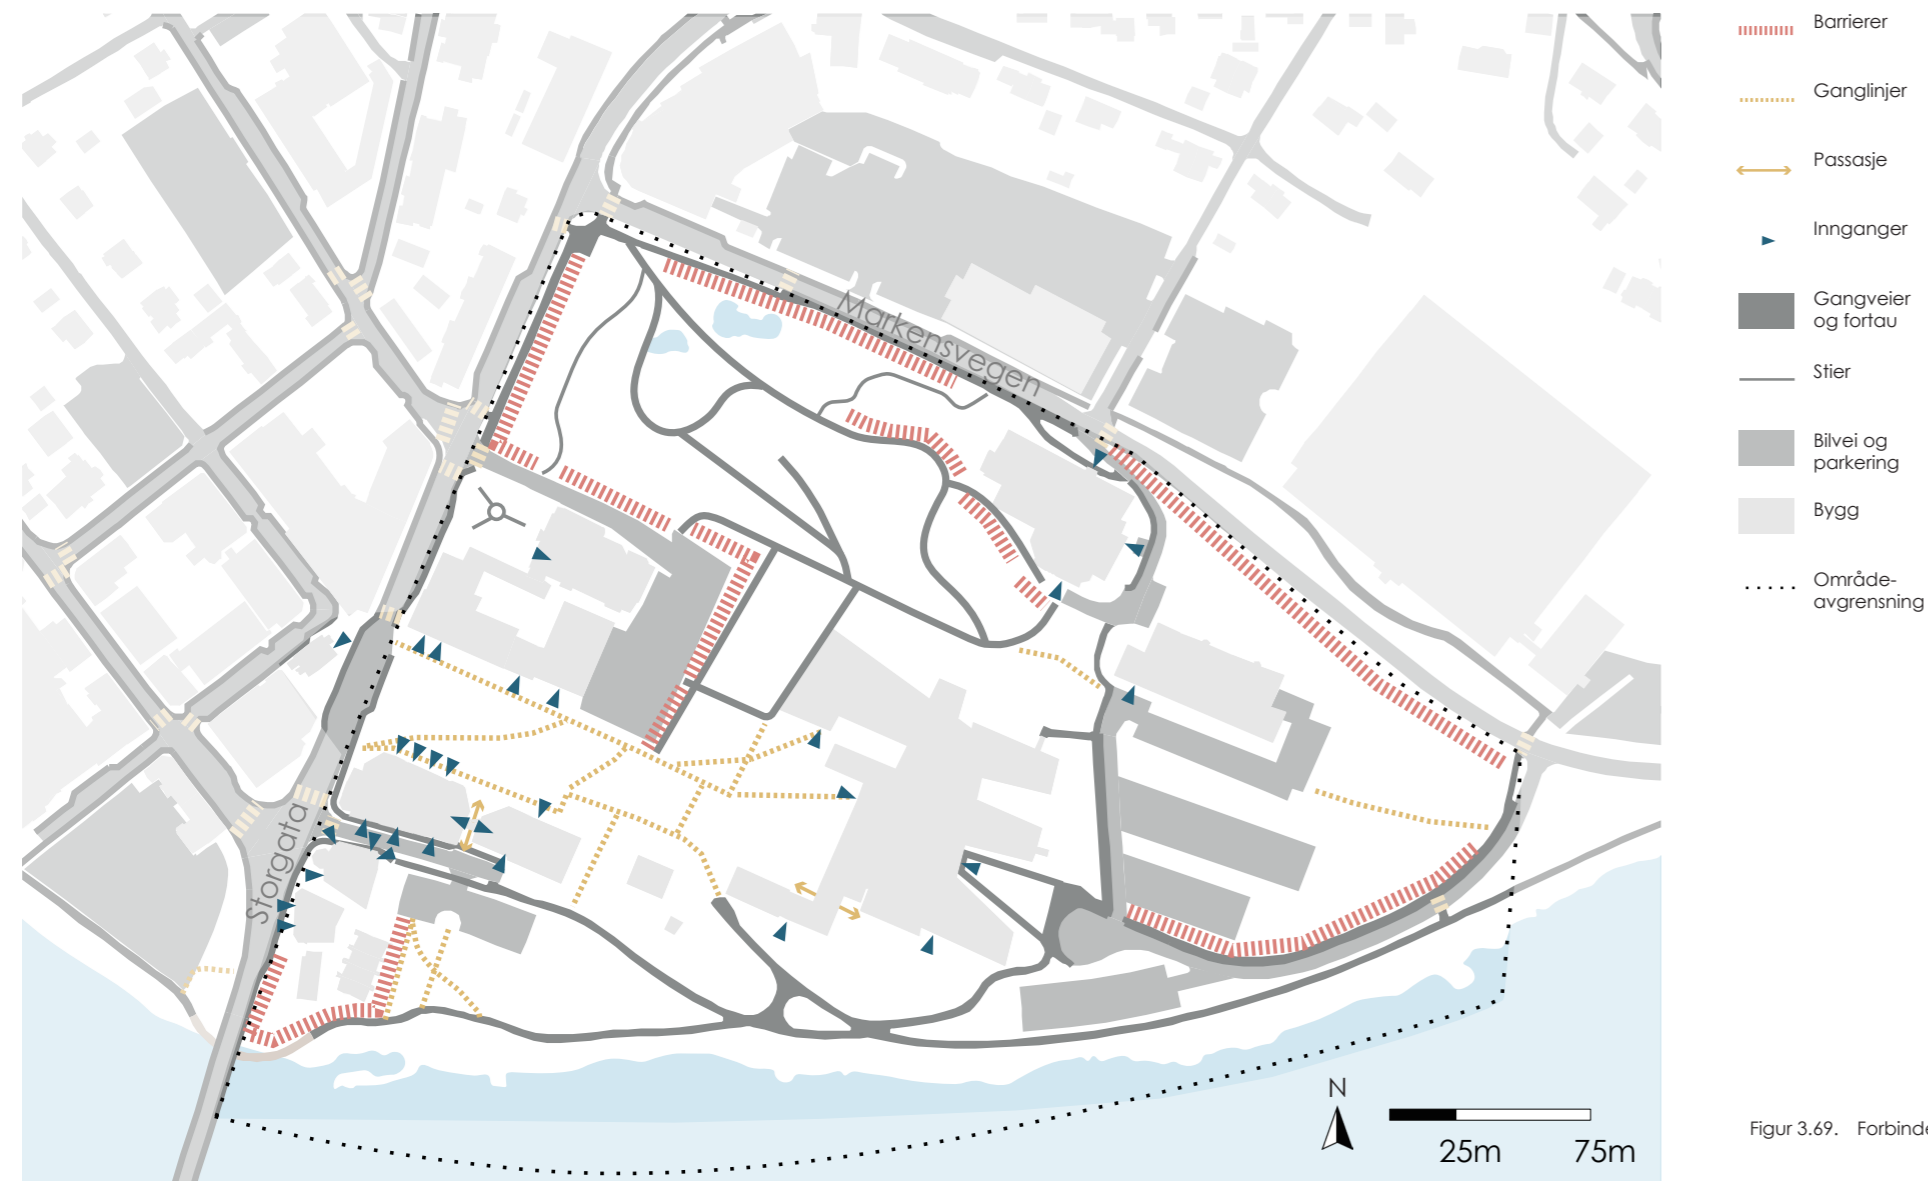 Barrierer
Ganglinjer
Passasje
Innganger
Gangveier
og fortau
Stier
Bilvei og
parkering
Bygg
Område-
avgrensning
Markensvegen
Storgata
N
25m
75m
Figur 3.69. Forbinde